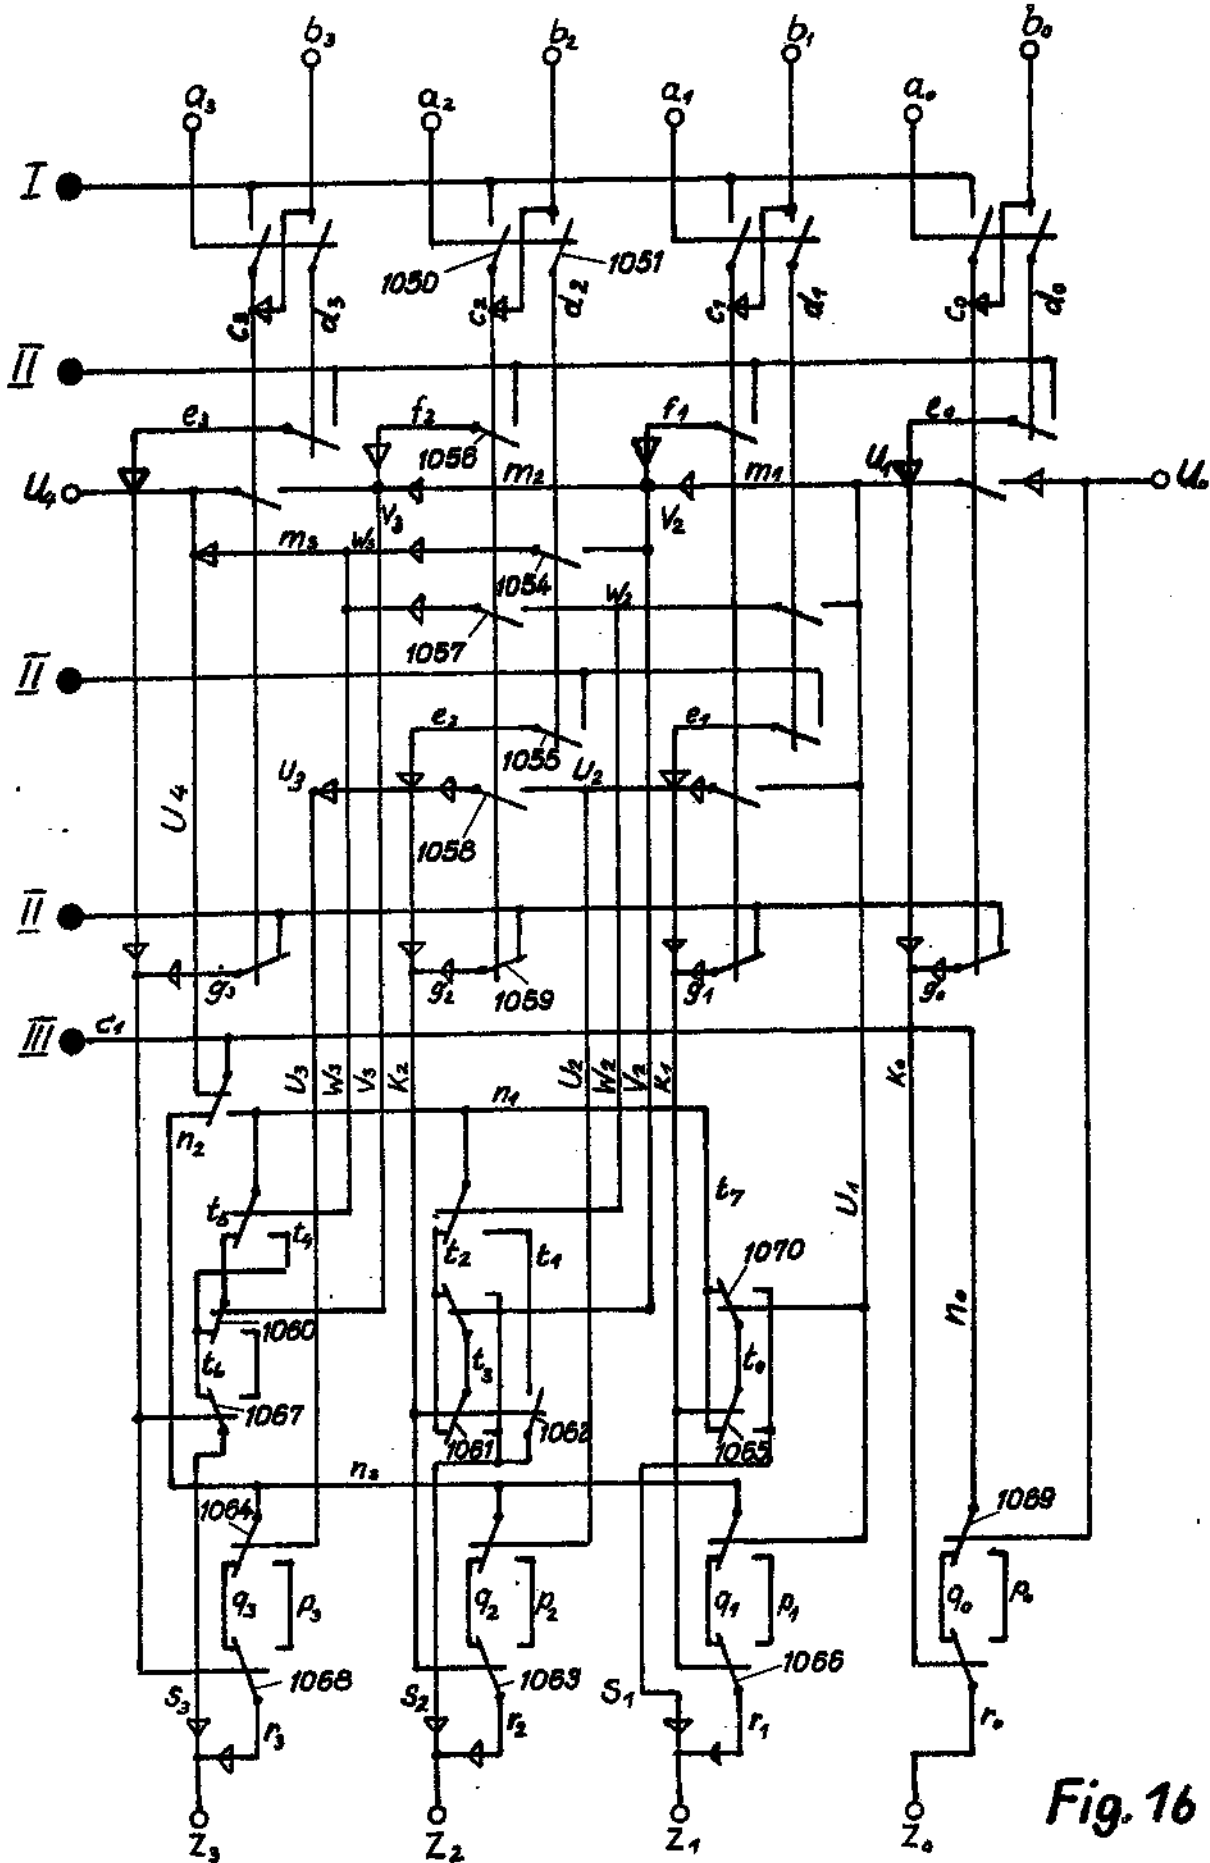 b₃ b₂ b₁ b₀
a₃ a₂ a₁ a₀
I
1050 1051
c₃ d₃ c₂ d₂ c₁ d₁ c₀ d₀
II
e₃ f₂ f₁ e₀
1056
U₄ m₂ m₁ U₁ U₀
V₃ V₂
m₃ W₃
1054
W₂
1057
II
e₂ e₁
1055
U₃ U₂
U₄
1058
II
g₃ g₂ 1059 g₁ g₀
III c₁
U₃ W₃ V₃ K₂ U₂ W₂ V₂ K₁ K₀
n₁
n₂
t₅ t₄ t₂ t₁ t₇ U₁
1070
1060 n₀
t₆ t₃ t₈
1067 1061 1062 1065
n₃
1064 1069
q₃ p₃ q₂ p₂ q₁ p₁ q₀ p₀
1068 1063 1066
S₃ r₃ S₂ r₂ S₁ r₁ r₀
Z₃ Z₂ Z₁ Z₀
Fig. 16